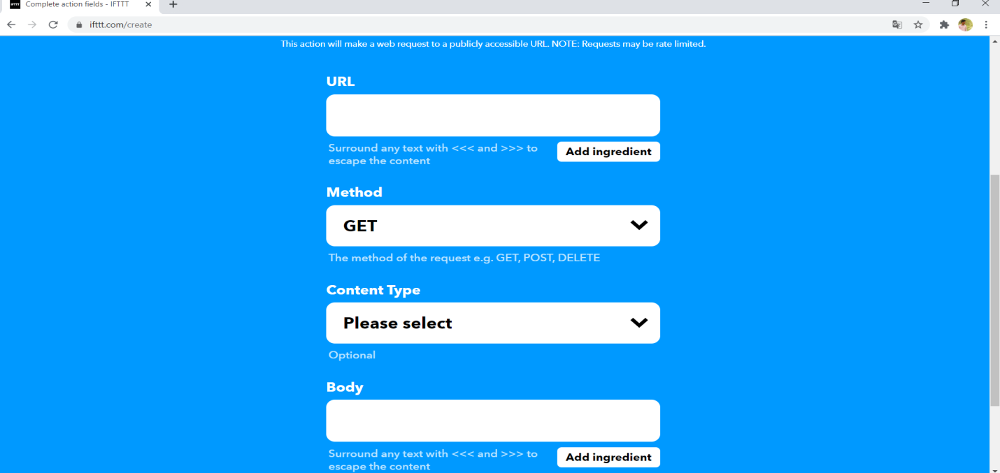 IFTTT Complete action fields - IFTTT
ifttt.com/create
This action will make a web request to a publicly accessible URL. NOTE: Requests may be rate limited.
URL
Surround any text with <<< and >>> to
escape the content
Add ingredient
Method
GET
The method of the request e.g. GET, POST, DELETE
Content Type
Please select
Optional
Body
Surround any text with <<< and >>> to
escape the content
Add ingredient